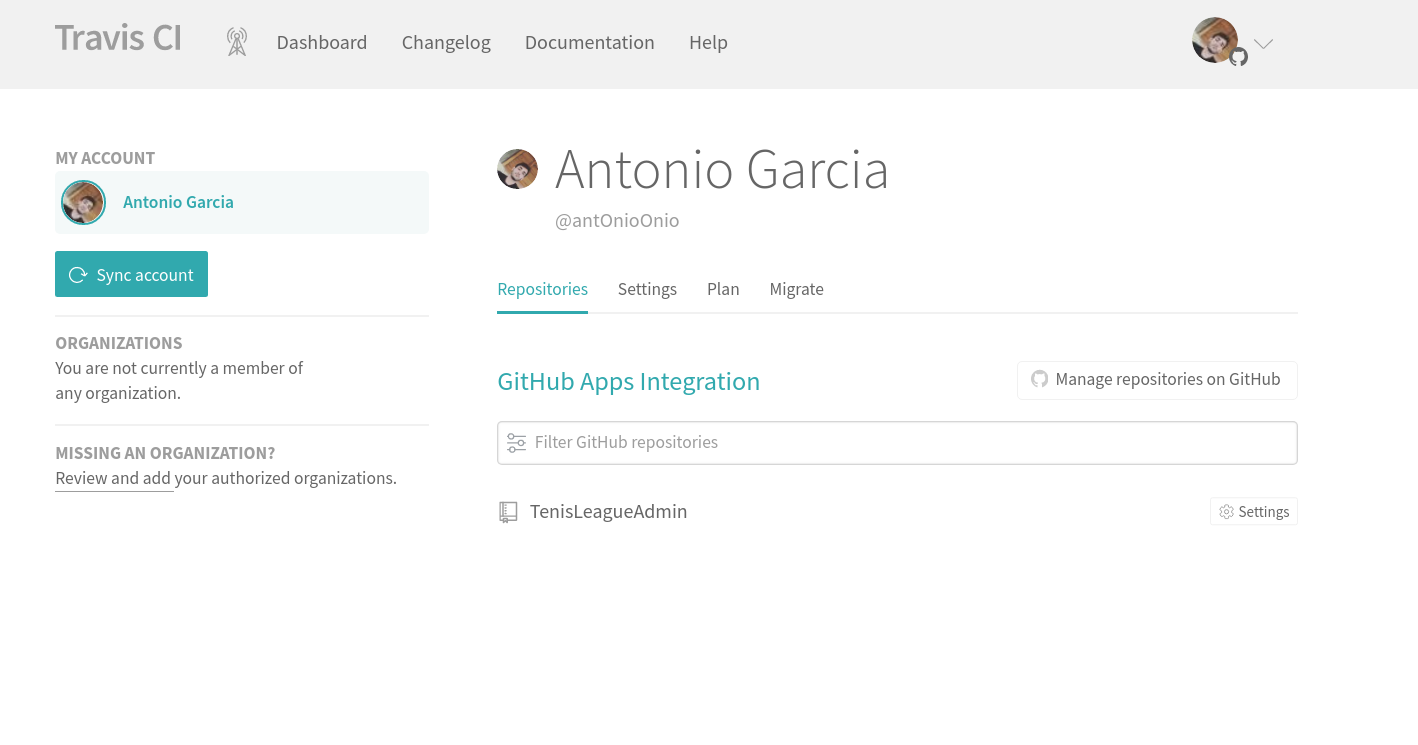 Travis CI
Dashboard
Changelog
Documentation
Help
MY ACCOUNT
Antonio Garcia
Sync account
ORGANIZATIONS
You are not currently a member of
any organization.
MISSING AN ORGANIZATION?
Review and add your authorized organizations.
Antonio Garcia
@antOnioOnio
Repositories
Settings
Plan
Migrate
GitHub Apps Integration
Manage repositories on GitHub
Filter GitHub repositories
TenisLeagueAdmin
Settings